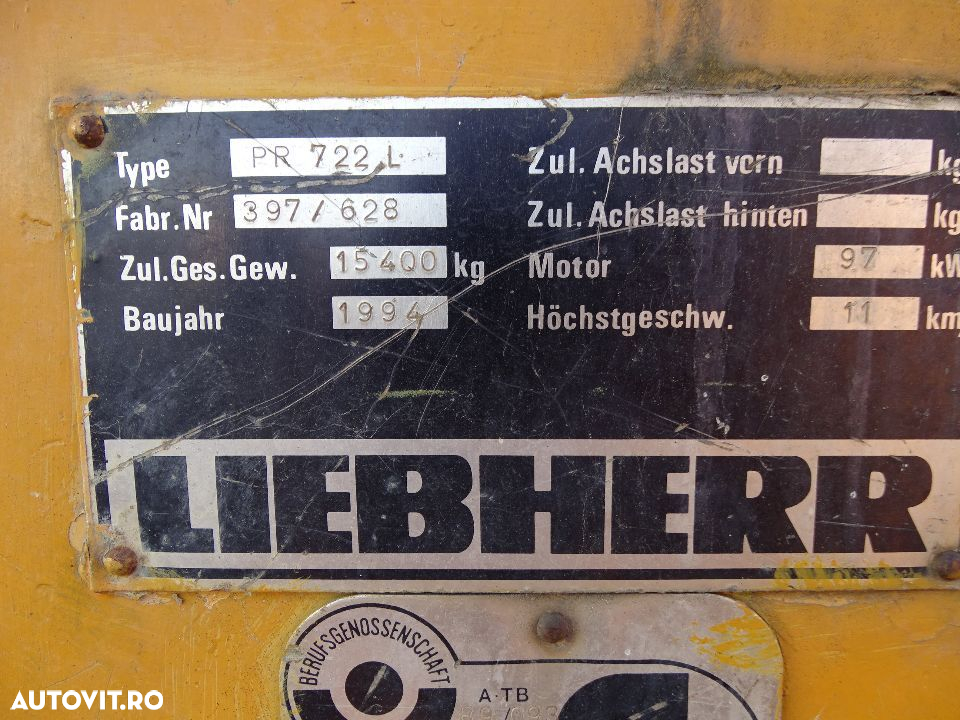 Type PR 722 L
Fabr.Nr 397/628
Zul.Ges.Gew. 15400 kg
Baujahr 1994
Zul. Achslast vorn kg
Zul. Achslast hinten kg
Motor 97 kW
Höchstgeschw. 11 km/
LIEBHERR
BERUFSGENOSSENSCHAFT
A·TB
AUTOVIT.RO